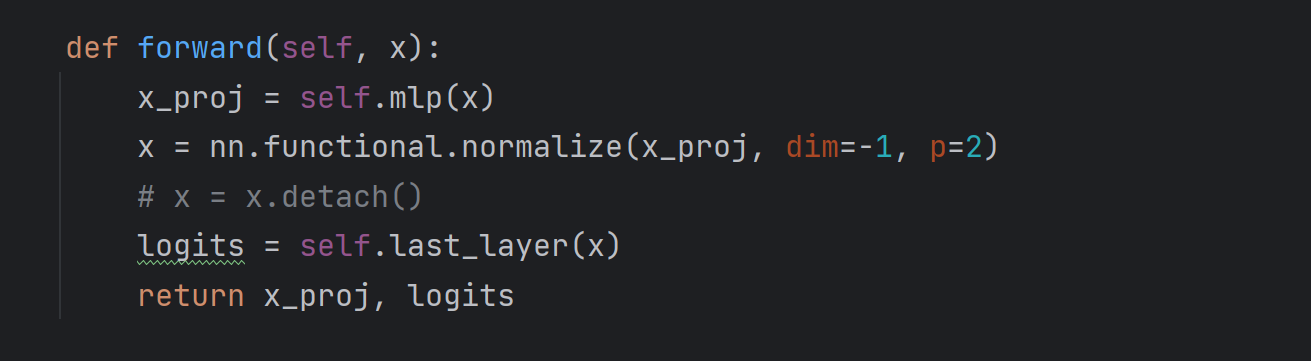 def forward(self, x):
    x_proj = self.mlp(x)
    x = nn.functional.normalize(x_proj, dim=-1, p=2)
    # x = x.detach()
    logits = self.last_layer(x)
    return x_proj, logits